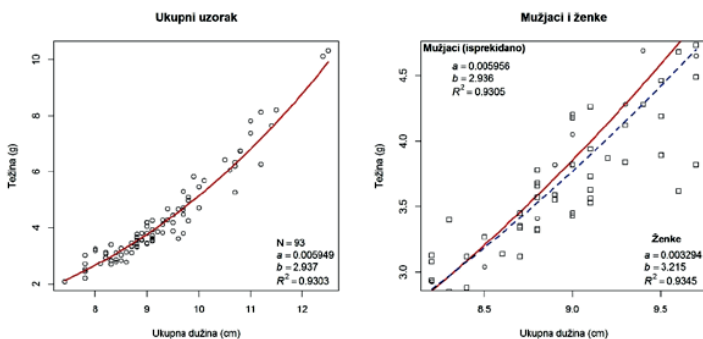 Ukupni uzorak
10
8
6
4
2
Težina (g)
N = 93
a = 0.005949
b = 2.937
R² = 0.9303
8 9 10 11 12
Ukupna dužina (cm)
Mužjaci i ženke
Mužjaci (isprekidano)
a = 0.005956
b = 2.936
R² = 0.9305
4.5
4.0
3.5
3.0
Težina (g)
Ženke
a = 0.003294
b = 3.215
R² = 0.9345
8.5 9.0 9.5
Ukupna dužina (cm)